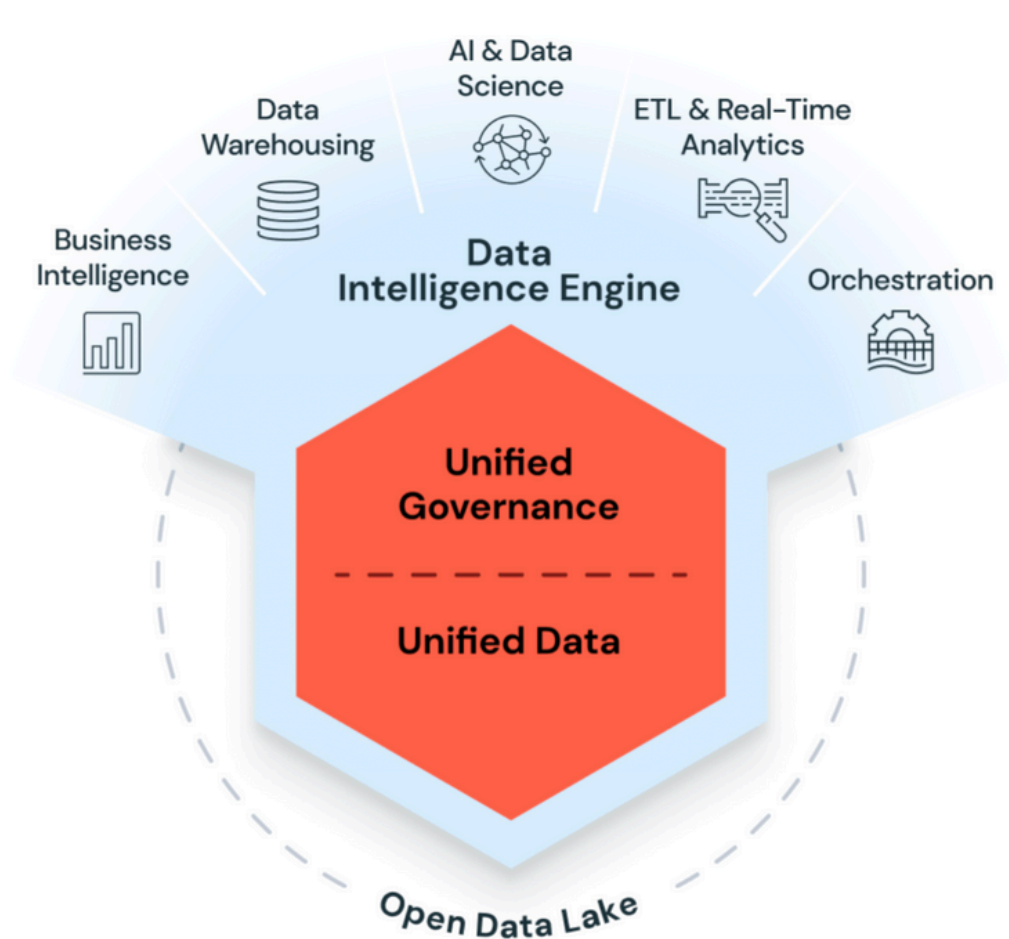 AI & Data
Science
Data
Warehousing
ETL & Real-Time
Analytics
Business
Intelligence
Orchestration
Data
Intelligence Engine
Unified
Governance
Unified Data
Open Data Lake